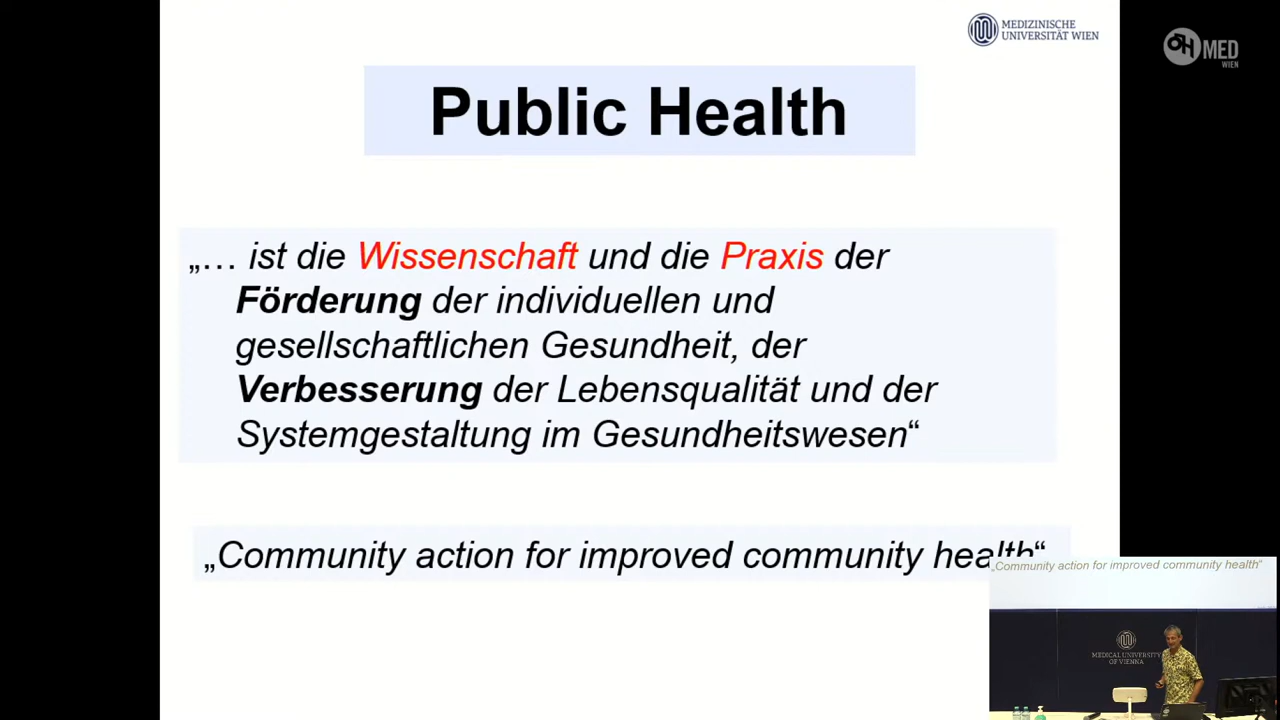 MEDIZINISCHE
UNIVERSITÄT WIEN
ÖH MED
WIEN
Public Health
„… ist die Wissenschaft und die Praxis der
Förderung der individuellen und
gesellschaftlichen Gesundheit, der
Verbesserung der Lebensqualität und der
Systemgestaltung im Gesundheitswesen“
„Community action for improved community health“
„Community action for improved community health“
MEDICAL UNIVERSITY
OF VIENNA